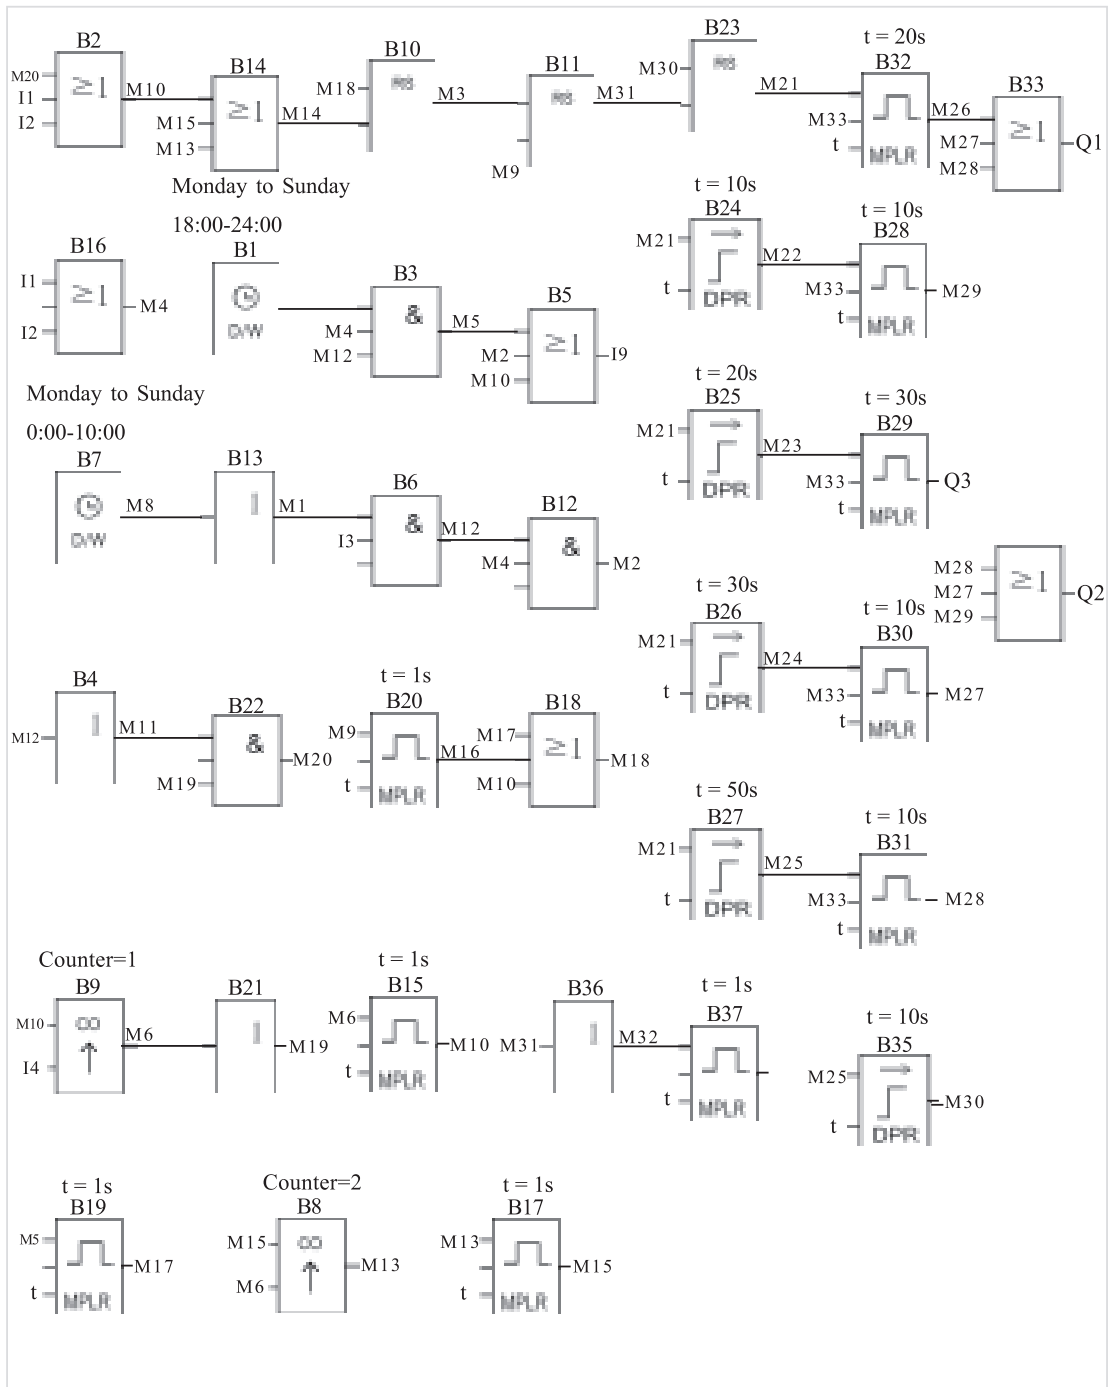 B2
M20
I1
I2
≥1
M10
B14
M15
M13
≥1
M14
B10
M18
RS
M3
B11
RS
M9
M31
B23
M30
RS
M21
t = 20s
B32
M33
t
MPLR
M26
B33
M27
M28
≥1
Q1
Monday to Sunday
18:00-24:00
B1
D/W
B16
I1
I2
≥1
M4
B3
M4
M12
&
M5
B5
M2
M10
≥1
I9
t = 10s
B24
M21
t
DPR
M22
t = 10s
B28
M33
t
MPLR
M29
Monday to Sunday
0:00-10:00
B7
D/W
M8
B13
1
M1
B6
I3
&
M12
B12
M4
&
M2
t = 20s
B25
M21
t
DPR
M23
t = 30s
B29
M33
t
MPLR
Q3
M28
M27
M29
≥1
Q2
t = 30s
B26
M21
t
DPR
M24
t = 10s
B30
M33
t
MPLR
M27
B4
M12
1
M11
B22
M19
&
M20
t = 1s
B20
M9
t
MPLR
M16
B18
M17
M10
≥1
M18
t = 50s
B27
M21
t
DPR
M25
t = 10s
B31
M33
t
MPLR
M28
Counter=1
B9
M10
I4
M6
B21
1
M19
t = 1s
B15
M6
t
MPLR
M10
B36
M31
1
M32
t = 1s
B37
t
MPLR
t = 10s
B35
M25
t
DPR
M30
t = 1s
B19
M5
t
MPLR
M17
Counter=2
B8
M15
M6
M13
t = 1s
B17
M13
t
MPLR
M15